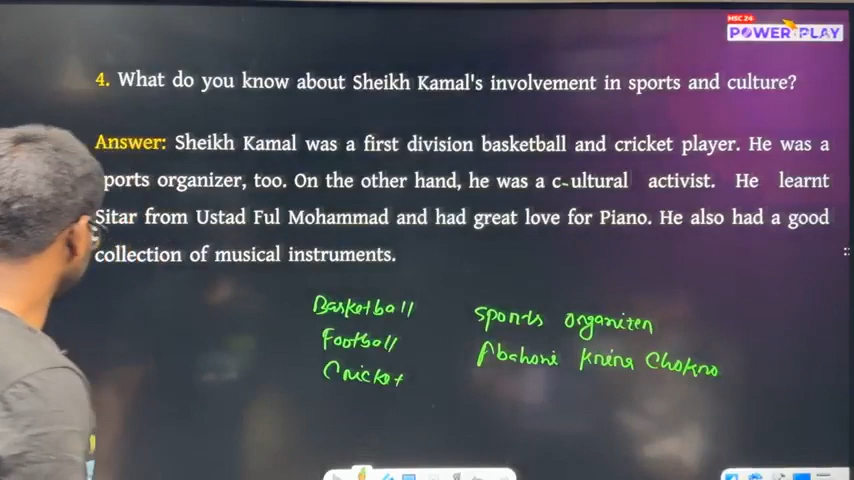 HSC 24
POWER PLAY
4. What do you know about Sheikh Kamal's involvement in sports and culture?
Answer: Sheikh Kamal was a first division basketball and cricket player. He was a
ports organizer, too. On the other hand, he was a c-ultural activist. He learnt
Sitar from Ustad Ful Mohammad and had great love for Piano. He also had a good
collection of musical instruments.
Basketball
Football
Cricket
Sports organizer
Abahoni Krira Chokro